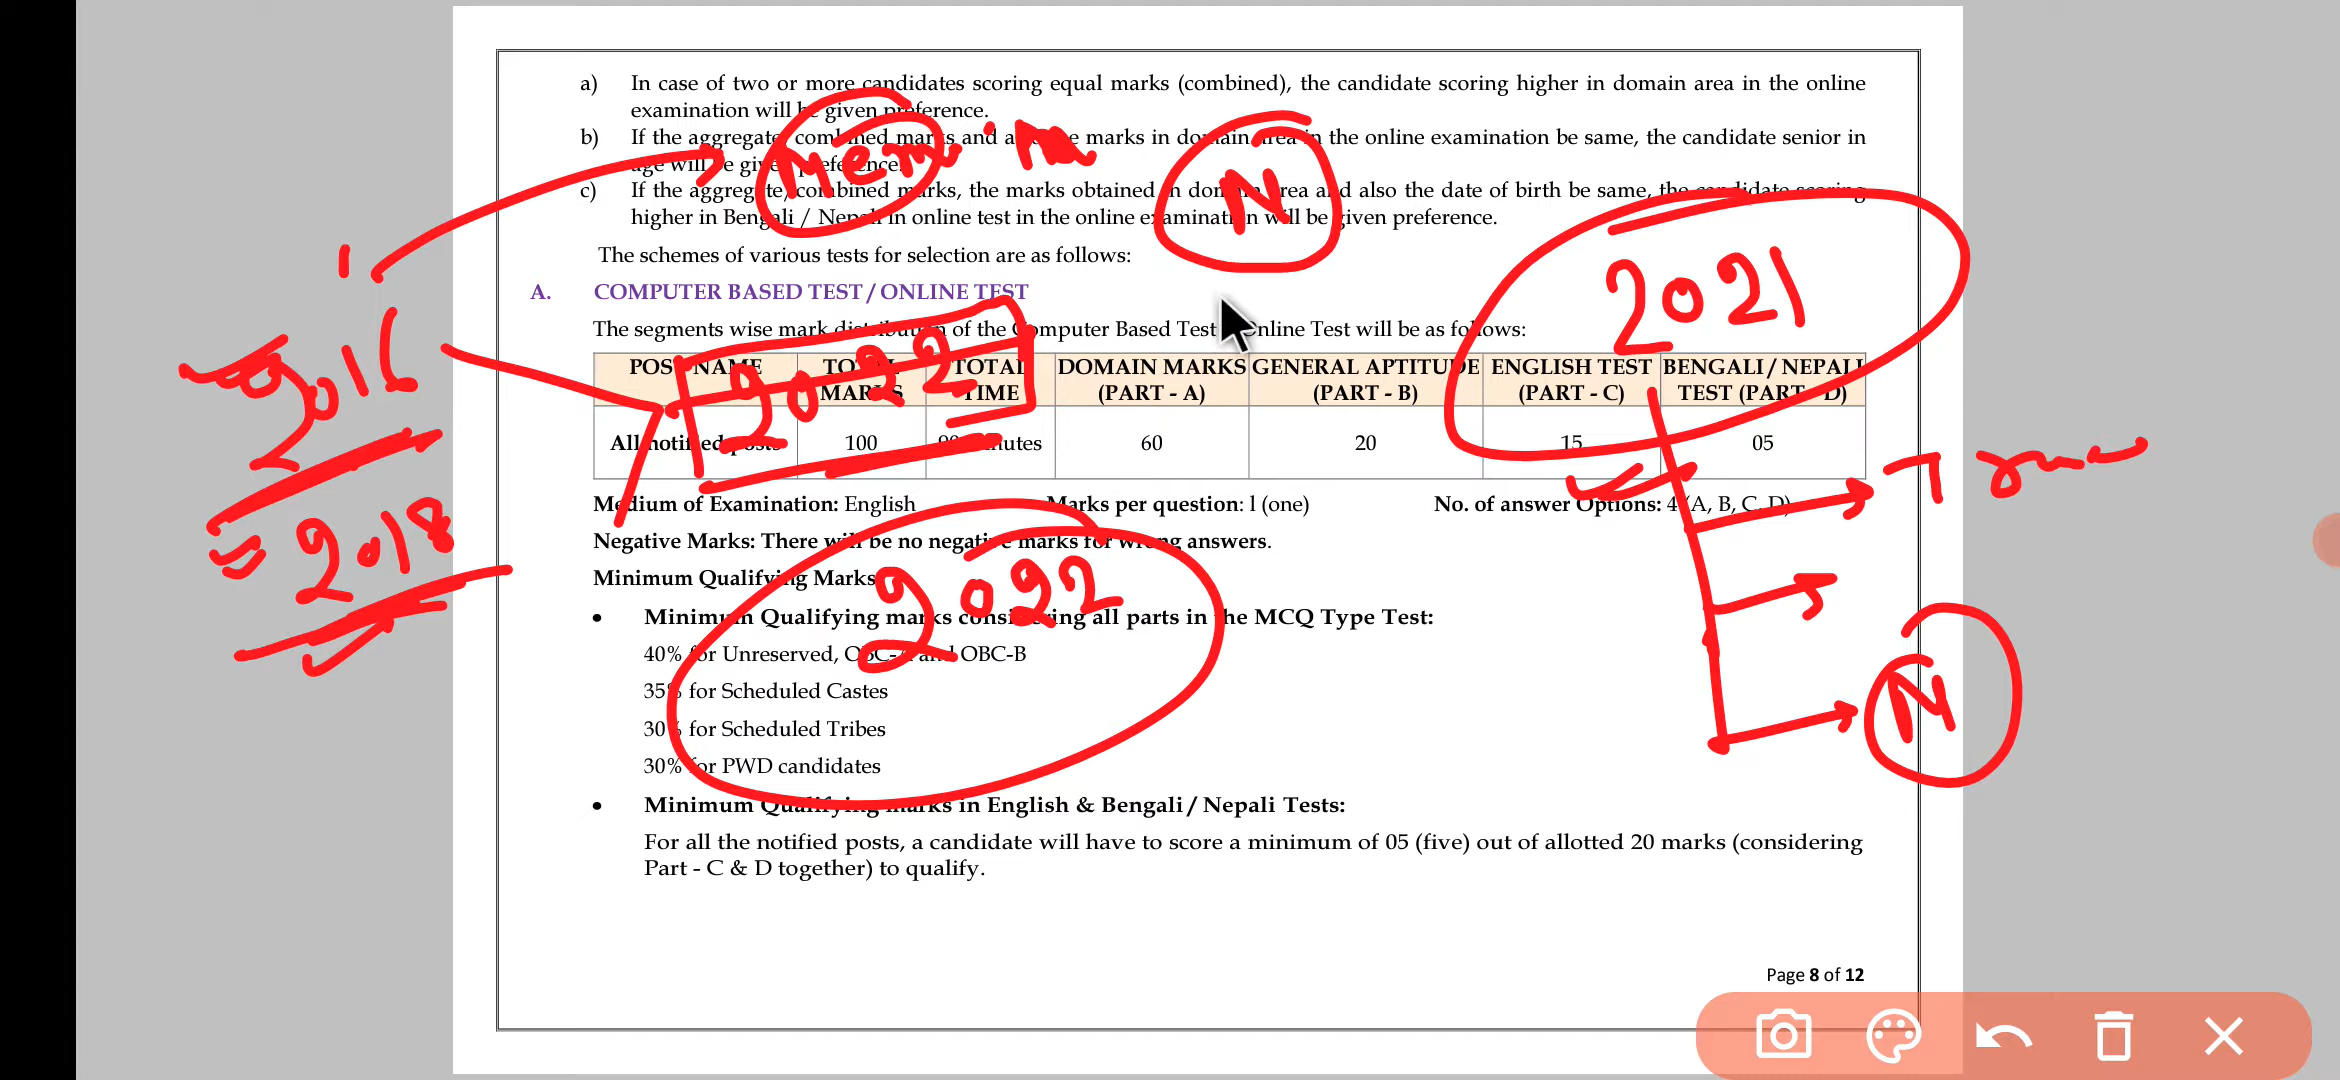 a) In case of two or more candidates scoring equal marks (combined), the candidate scoring higher in domain area in the online
examination will be given preference.
b) If the aggregate/combined marks and also the marks in domain area in the online examination be same, the candidate senior in
age will be given preference.
c) If the aggregate/combined marks, the marks obtained in domain area and also the date of birth be same, the candidate scoring
higher in Bengali / Nepali in online test in the online examination will be given preference.
The schemes of various tests for selection are as follows:
A. COMPUTER BASED TEST / ONLINE TEST
The segments wise mark distribution of the Computer Based Test / Online Test will be as follows:
POST NAME TOTAL MARKS TOTAL TIME DOMAIN MARKS (PART - A) GENERAL APTITUDE (PART - B) ENGLISH TEST (PART - C) BENGALI / NEPALI TEST (PART - D)
All notified posts 100 90 minutes 60 20 15 05
Medium of Examination: English Marks per question: 1 (one) No. of answer Options: 4 (A, B, C, D)
Negative Marks: There will be no negative marks for wrong answers.
Minimum Qualifying Marks
• Minimum Qualifying marks considering all parts in the MCQ Type Test:
40% for Unreserved, OBC-A and OBC-B
35% for Scheduled Castes
30% for Scheduled Tribes
30% for PWD candidates
• Minimum Qualifying marks in English & Bengali / Nepali Tests:
For all the notified posts, a candidate will have to score a minimum of 05 (five) out of allotted 20 marks (considering
Part - C & D together) to qualify.
Page 8 of 12
N
2021
2016
2022
2018
2022
N